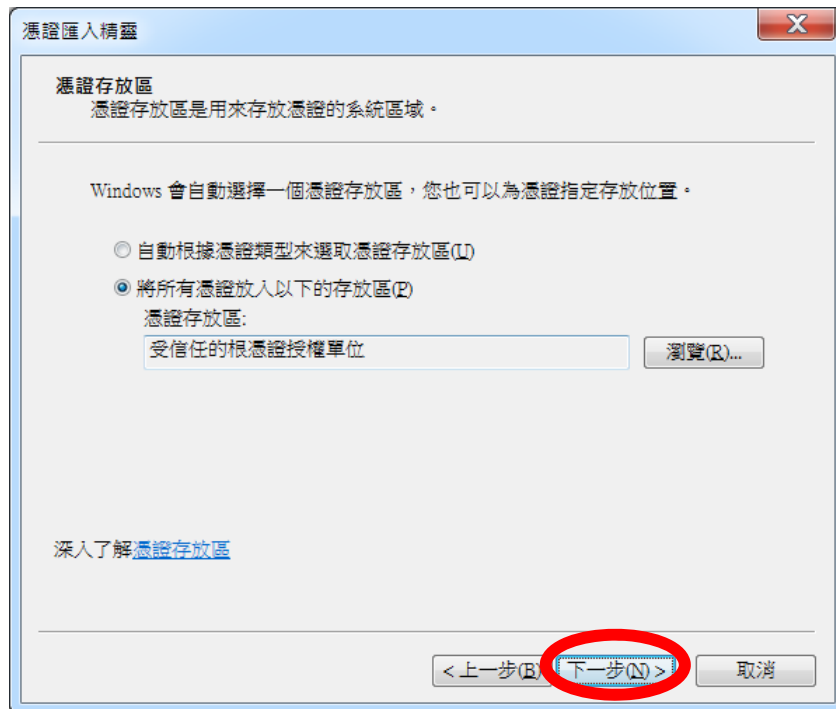 憑證匯入精靈
憑證存放區
憑證存放區是用來存放憑證的系統區域。
Windows 會自動選擇一個憑證存放區，您也可以為憑證指定存放位置。
自動根據憑證類型來選取憑證存放區(U)
將所有憑證放入以下的存放區(P)
憑證存放區:
受信任的根憑證授權單位
瀏覽(R)...
深入了解憑證存放區
< 上一步(B) 下一步(N) > 取消